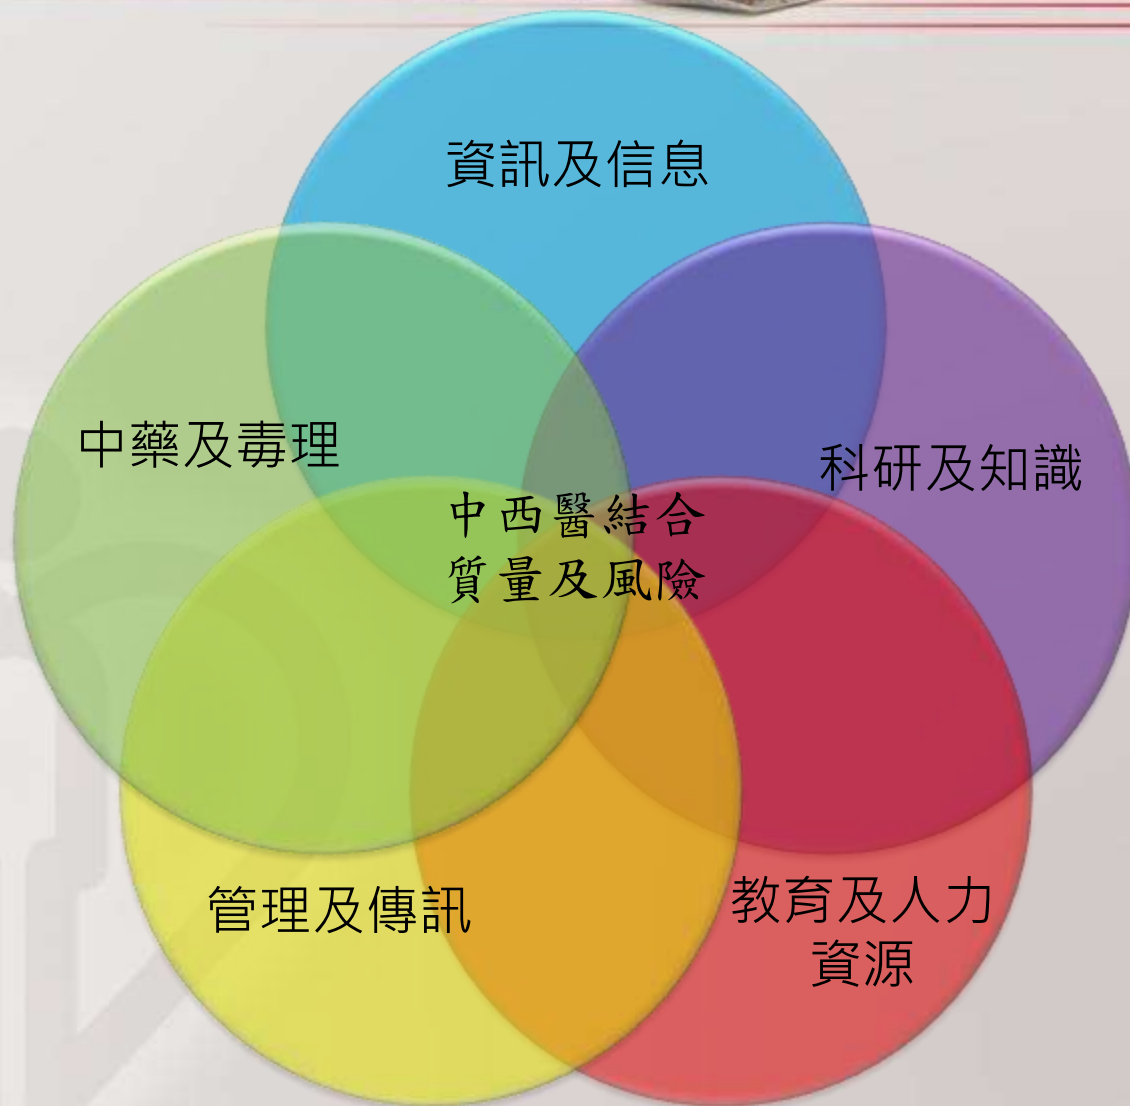 資訊及信息
中藥及毒理
科研及知識
中西醫結合
質量及風險
管理及傳訊
教育及人力
資源